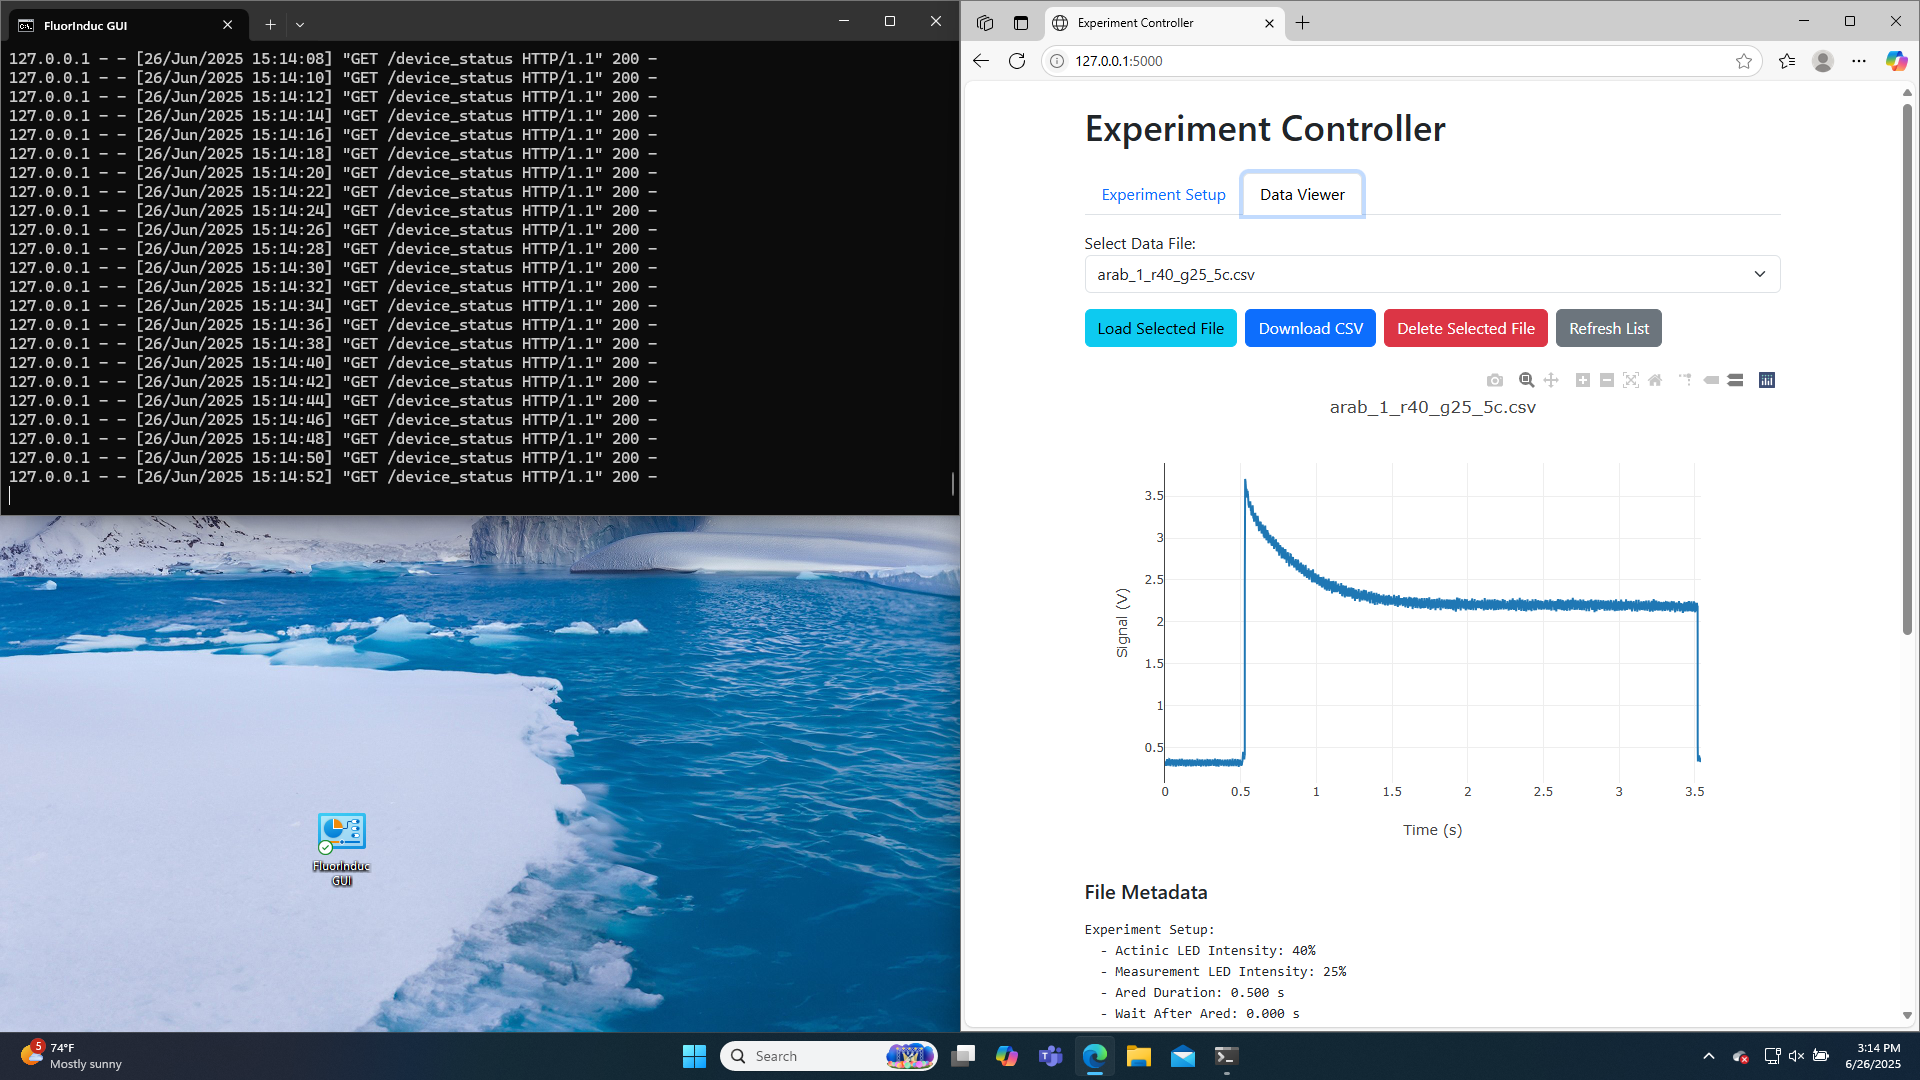 FluorInduc GUI
127.0.0.1 - - [26/Jun/2025 15:14:08] "GET /device_status HTTP/1.1" 200 -
127.0.0.1 - - [26/Jun/2025 15:14:10] "GET /device_status HTTP/1.1" 200 -
127.0.0.1 - - [26/Jun/2025 15:14:12] "GET /device_status HTTP/1.1" 200 -
127.0.0.1 - - [26/Jun/2025 15:14:14] "GET /device_status HTTP/1.1" 200 -
127.0.0.1 - - [26/Jun/2025 15:14:16] "GET /device_status HTTP/1.1" 200 -
127.0.0.1 - - [26/Jun/2025 15:14:18] "GET /device_status HTTP/1.1" 200 -
127.0.0.1 - - [26/Jun/2025 15:14:20] "GET /device_status HTTP/1.1" 200 -
127.0.0.1 - - [26/Jun/2025 15:14:22] "GET /device_status HTTP/1.1" 200 -
127.0.0.1 - - [26/Jun/2025 15:14:24] "GET /device_status HTTP/1.1" 200 -
127.0.0.1 - - [26/Jun/2025 15:14:26] "GET /device_status HTTP/1.1" 200 -
127.0.0.1 - - [26/Jun/2025 15:14:28] "GET /device_status HTTP/1.1" 200 -
127.0.0.1 - - [26/Jun/2025 15:14:30] "GET /device_status HTTP/1.1" 200 -
127.0.0.1 - - [26/Jun/2025 15:14:32] "GET /device_status HTTP/1.1" 200 -
127.0.0.1 - - [26/Jun/2025 15:14:34] "GET /device_status HTTP/1.1" 200 -
127.0.0.1 - - [26/Jun/2025 15:14:36] "GET /device_status HTTP/1.1" 200 -
127.0.0.1 - - [26/Jun/2025 15:14:38] "GET /device_status HTTP/1.1" 200 -
127.0.0.1 - - [26/Jun/2025 15:14:40] "GET /device_status HTTP/1.1" 200 -
127.0.0.1 - - [26/Jun/2025 15:14:42] "GET /device_status HTTP/1.1" 200 -
127.0.0.1 - - [26/Jun/2025 15:14:44] "GET /device_status HTTP/1.1" 200 -
127.0.0.1 - - [26/Jun/2025 15:14:46] "GET /device_status HTTP/1.1" 200 -
127.0.0.1 - - [26/Jun/2025 15:14:48] "GET /device_status HTTP/1.1" 200 -
127.0.0.1 - - [26/Jun/2025 15:14:50] "GET /device_status HTTP/1.1" 200 -
127.0.0.1 - - [26/Jun/2025 15:14:52] "GET /device_status HTTP/1.1" 200 -
FluorInduc
GUI
Experiment Controller
127.0.0.1:5000
Experiment Controller
Experiment Setup Data Viewer
Select Data File:
arab_1_r40_g25_5c.csv
Load Selected File Download CSV Delete Selected File Refresh List
arab_1_r40_g25_5c.csv
3.5
3
2.5
2
1.5
1
0.5
Signal (V)
0 0.5 1 1.5 2 2.5 3 3.5
Time (s)
File Metadata
Experiment Setup:
- Actinic LED Intensity: 40%
- Measurement LED Intensity: 25%
- Ared Duration: 0.500 s
- Wait After Ared: 0.000 s
5
74°F
Mostly sunny
Search
3:14 PM
6/26/2025